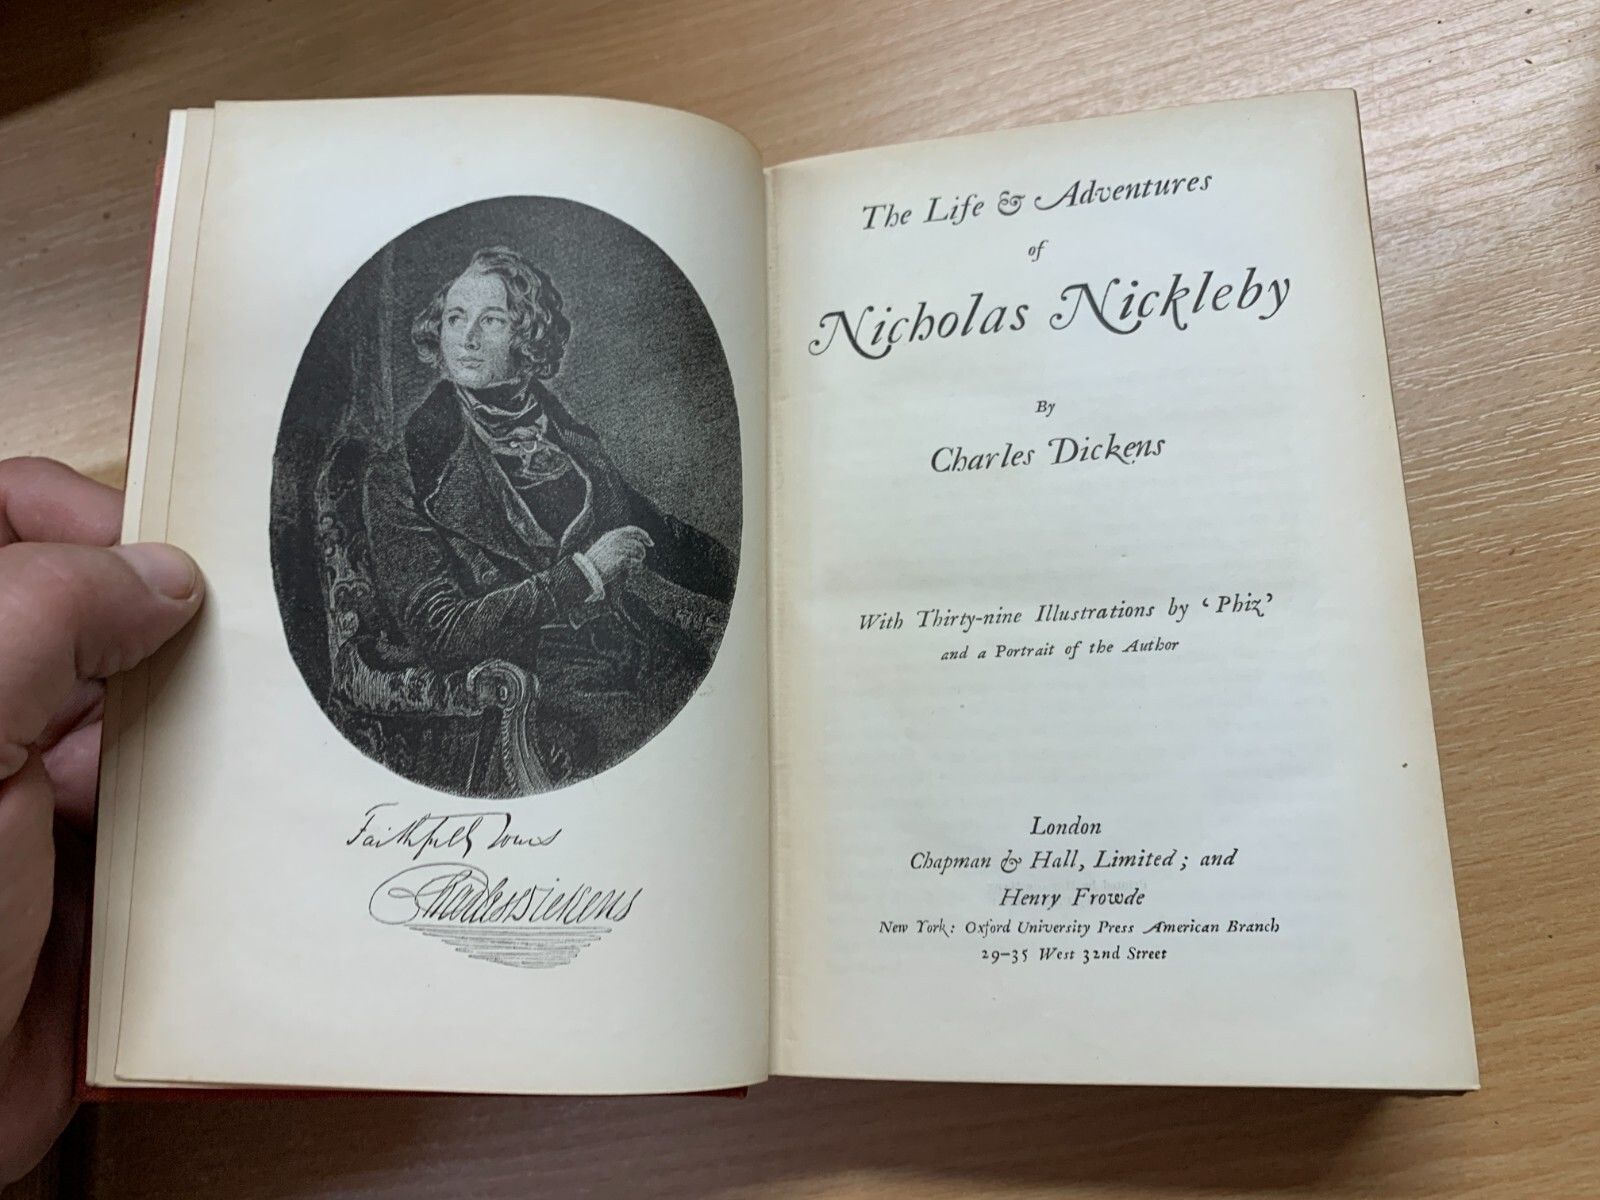 Faithfully Yours
Charles Dickens
The Life & Adventures
of
Nicholas Nickleby
By
Charles Dickens
With Thirty-nine Illustrations by ‘Phiz’
and a Portrait of the Author
London
Chapman & Hall, Limited; and
Henry Frowde
New York: Oxford University Press American Branch
29–35 West 32nd Street